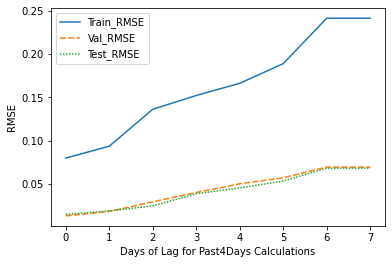 0.25
0.20
0.15
0.10
0.05
RMSE
Train_RMSE
Val_RMSE
Test_RMSE
0 1 2 3 4 5 6 7
Days of Lag for Past4Days Calculations